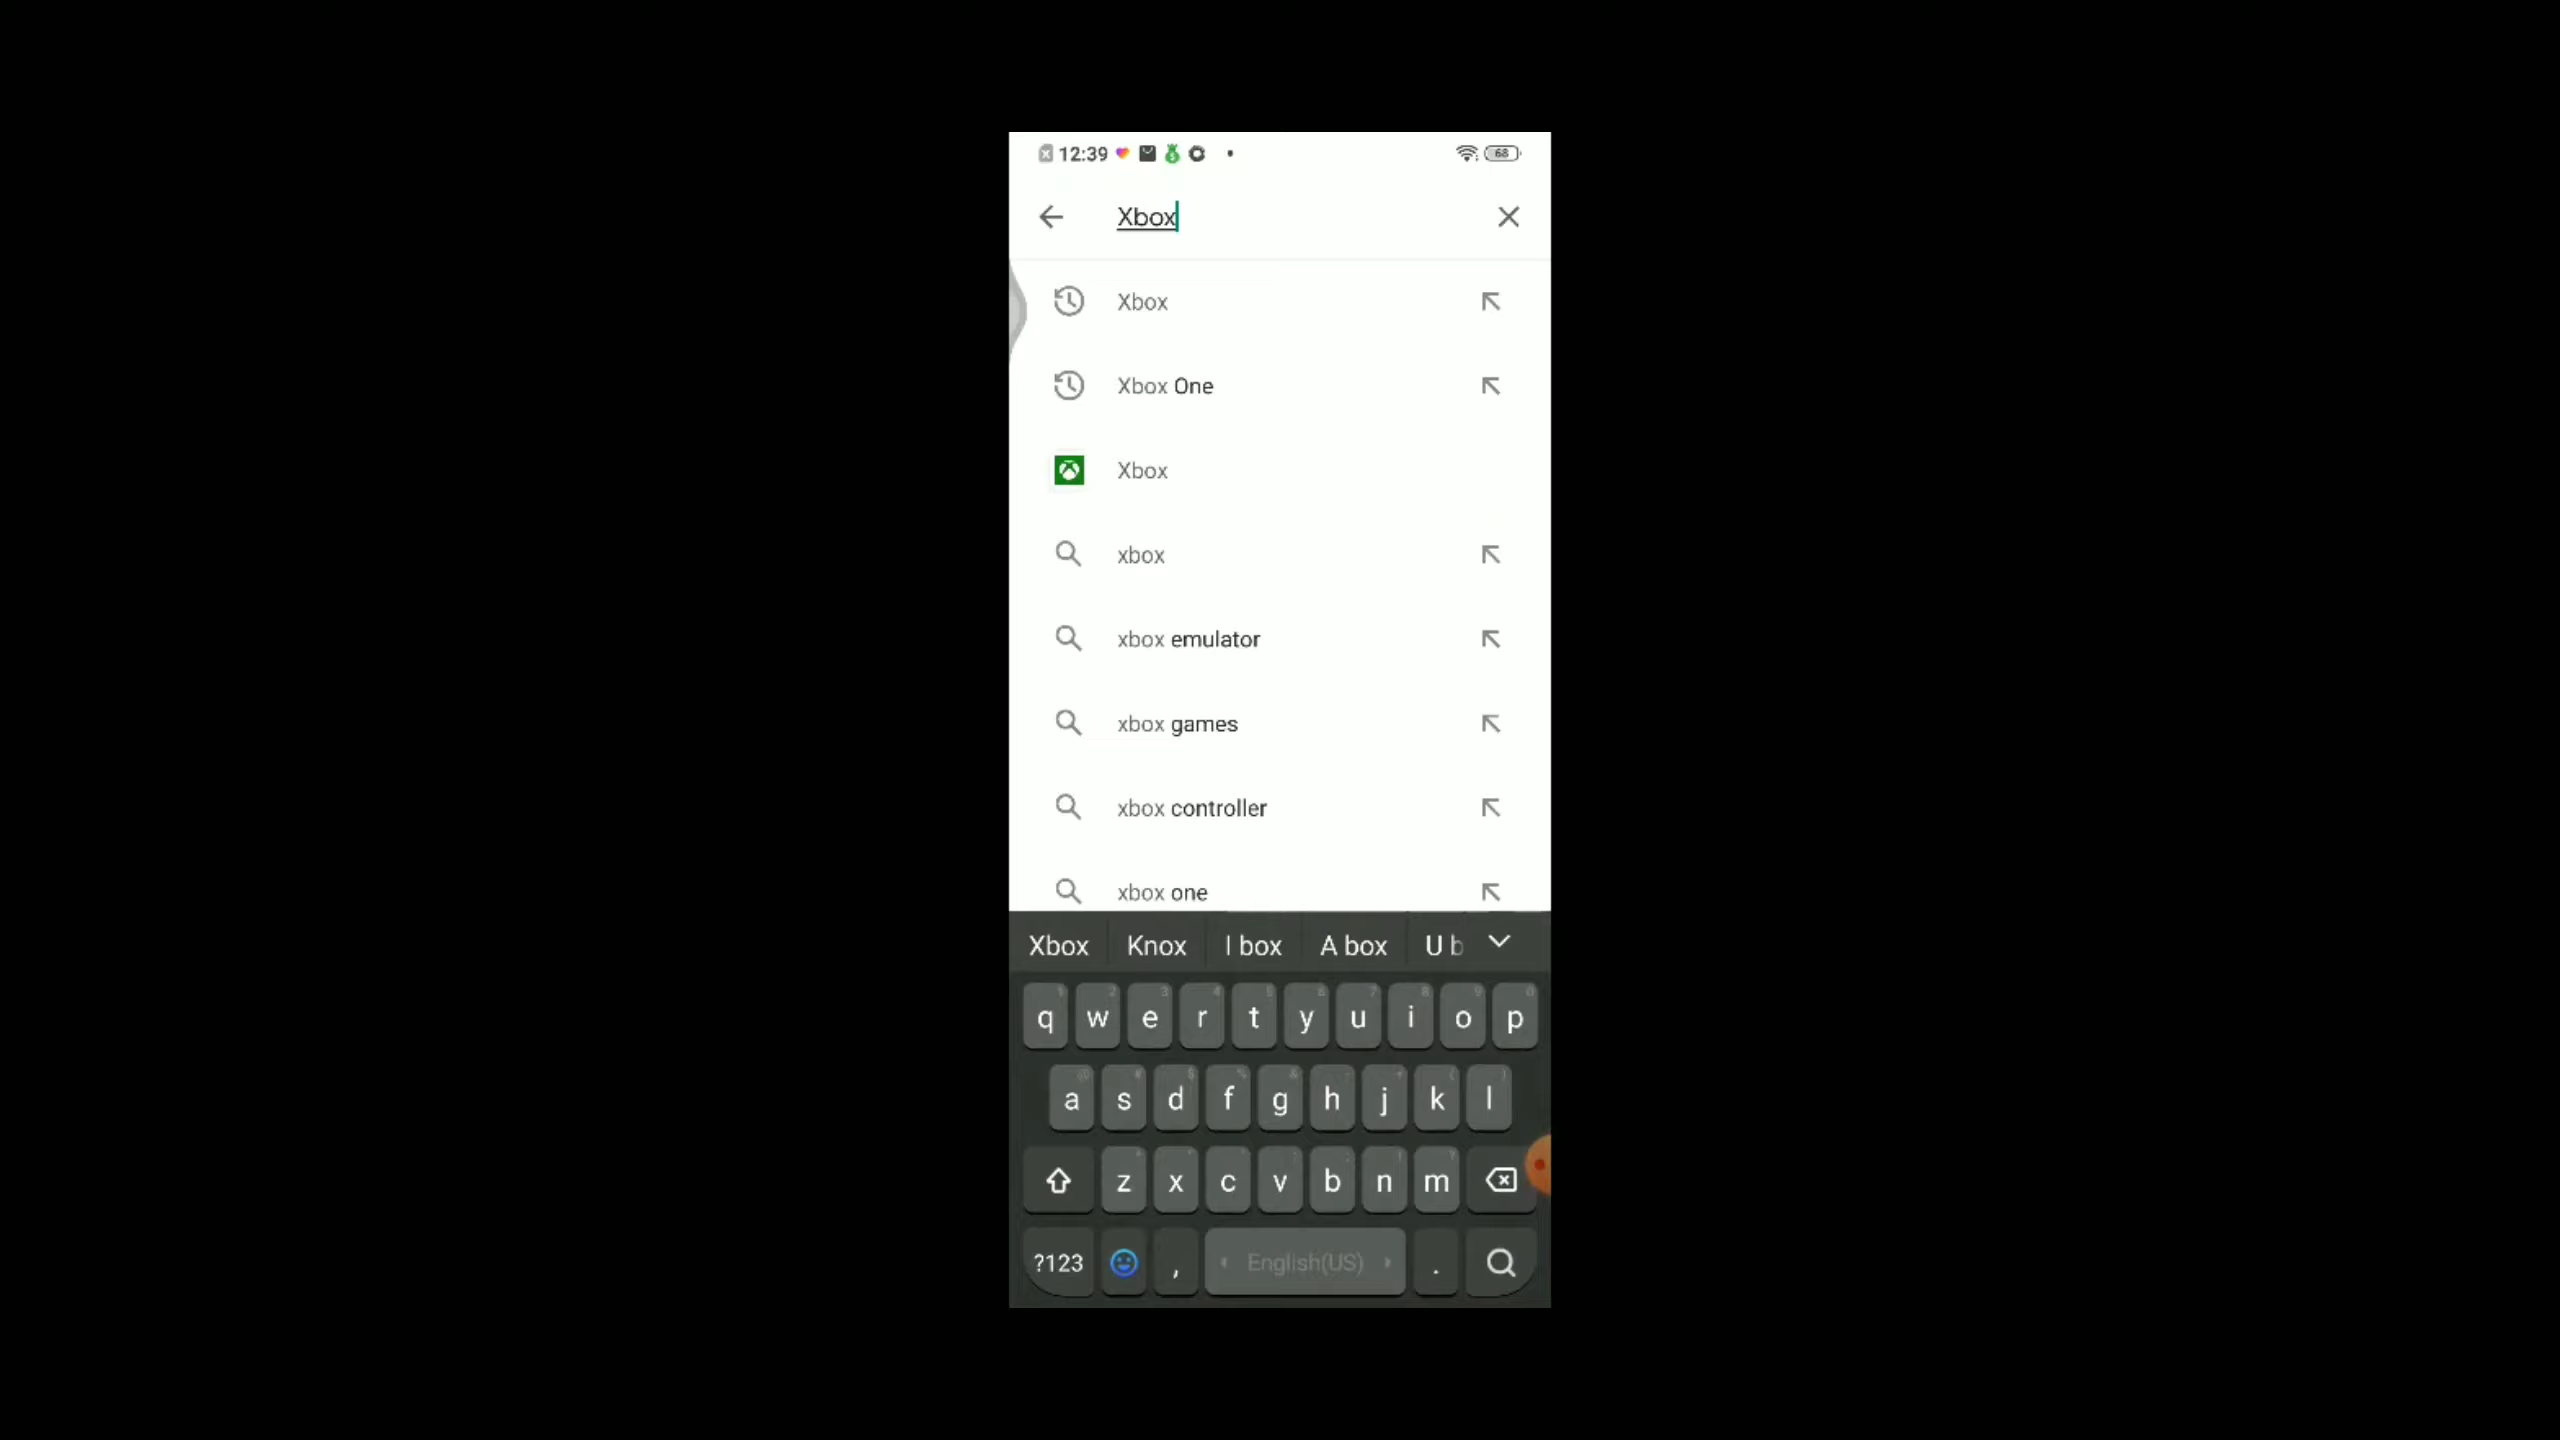 12:39 68
Xbox
Xbox
Xbox One
Xbox
xbox
xbox emulator
xbox games
xbox controller
xbox one
Xbox Knox I box A box U b
q w e r t y u i o p
a s d f g h j k l
z x c v b n m
?123 , English(US) .